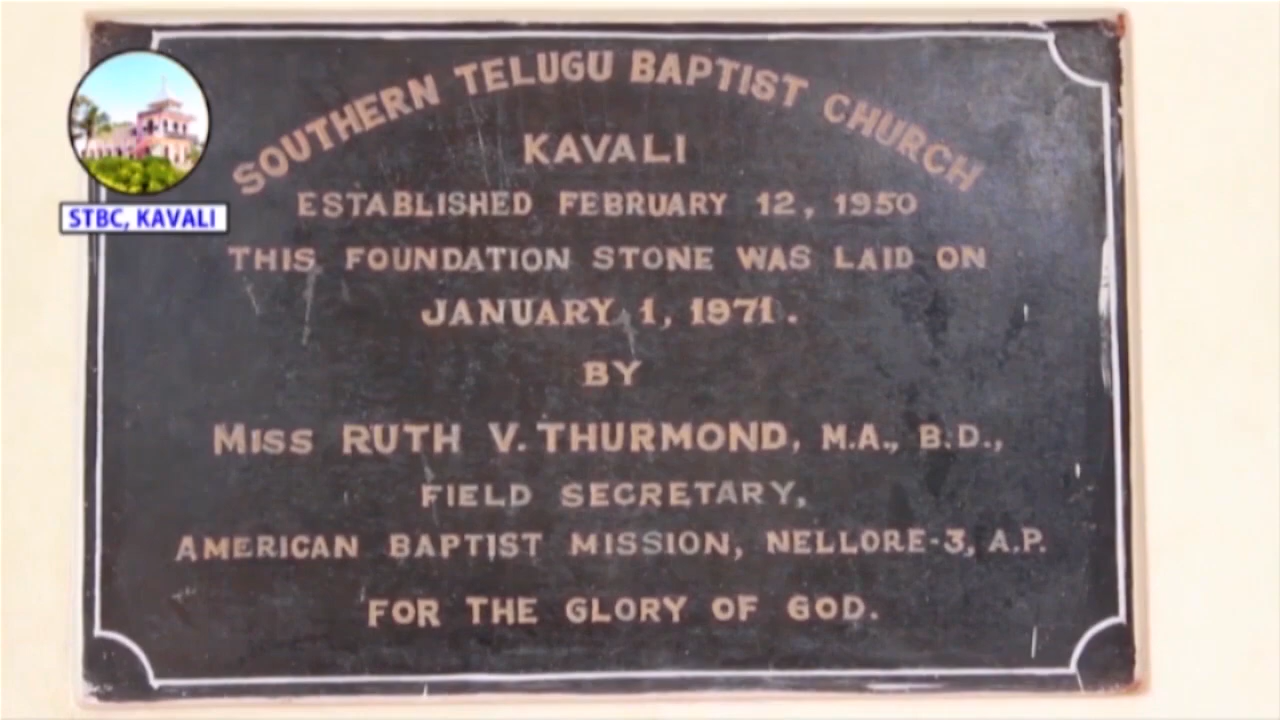 SOUTHERN TELUGU BAPTIST CHURCH
KAVALI
ESTABLISHED FEBRUARY 12, 1950
THIS FOUNDATION STONE WAS LAID ON
JANUARY 1, 1971.
BY
MISS RUTH V. THURMOND, M.A., B.D.,
FIELD SECRETARY,
AMERICAN BAPTIST MISSION, NELLORE-3, A.P.
FOR THE GLORY OF GOD.
STBC, KAVALI